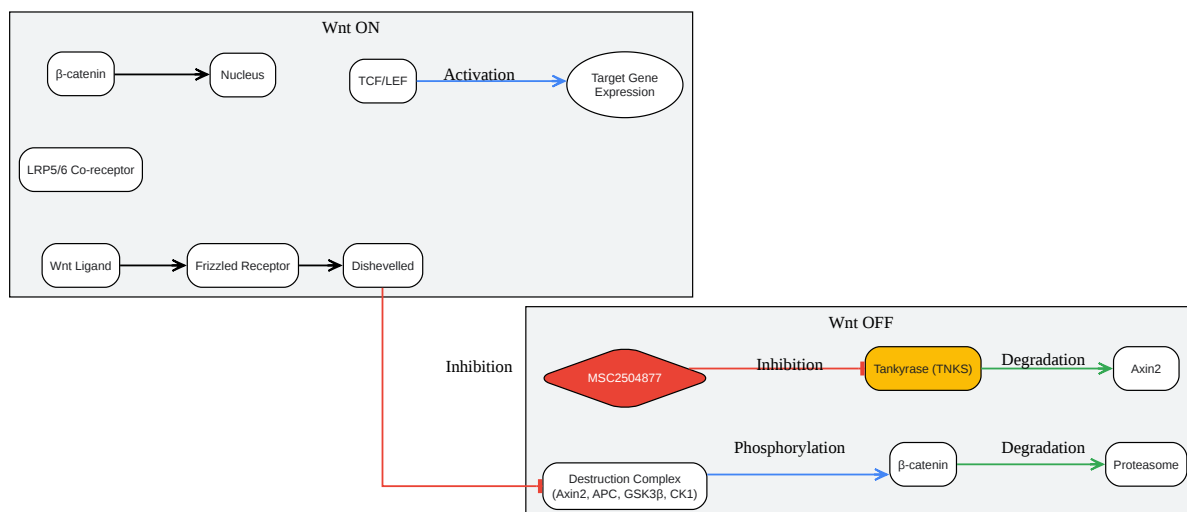 Wnt ON
β-catenin
Nucleus
TCF/LEF
Activation
Target Gene
Expression
LRP5/6 Co-receptor
Wnt Ligand
Frizzled Receptor
Dishevelled
Inhibition
Wnt OFF
MSC2504877
Inhibition
Tankyrase (TNKS)
Degradation
Axin2
Destruction Complex
(Axin2, APC, GSK3β, CK1)
Phosphorylation
β-catenin
Degradation
Proteasome